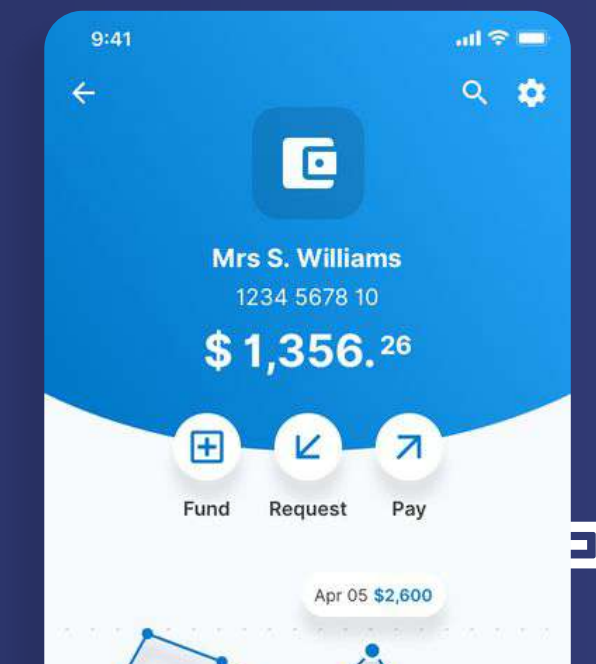 9:41
Mrs S. Williams
1234 5678 10
$ 1,356.26
Fund Request Pay
Apr 05 $2,600